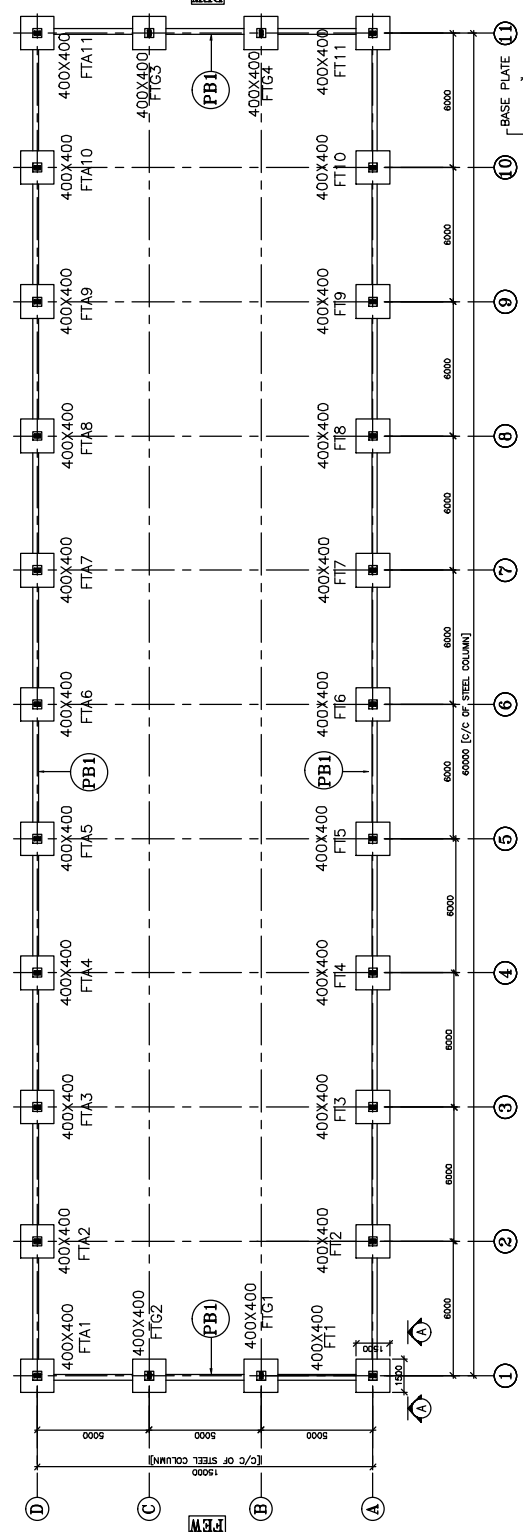 400X400
FTA11
400X400
FTG3
PB1
400X400
FTG4
400X400
FT11
11
BASE PLATE
6000
400X400
FTA10
400X400
FT10
10
6000
400X400
FTA9
400X400
FT9
9
6000
400X400
FTA8
400X400
FT8
8
6000
400X400
FTA7
400X400
FT7
7
6000
400X400
FTA6
400X400
FT6
6
PB1
PB1
6000
60000 [C/C OF STEEL COLUMN]
400X400
FTA5
400X400
FT5
5
6000
400X400
FTA4
400X400
FT4
4
6000
400X400
FTA3
400X400
FT3
3
6000
400X400
FTA2
400X400
FT2
2
6000
400X400
FTA1
400X400
FTG2
PB1
400X400
FTG1
400X400
FT1
1500
1500
A
A
1
5000
5000
5000
15000
[C/C OF STEEL COLUMN]
D
C
B
A
FEW